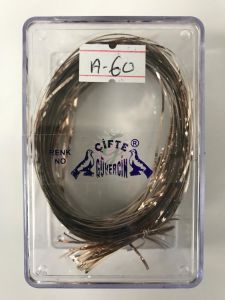 A-60
RENK
NO
ÇİFTE ®
GÜVERCİN